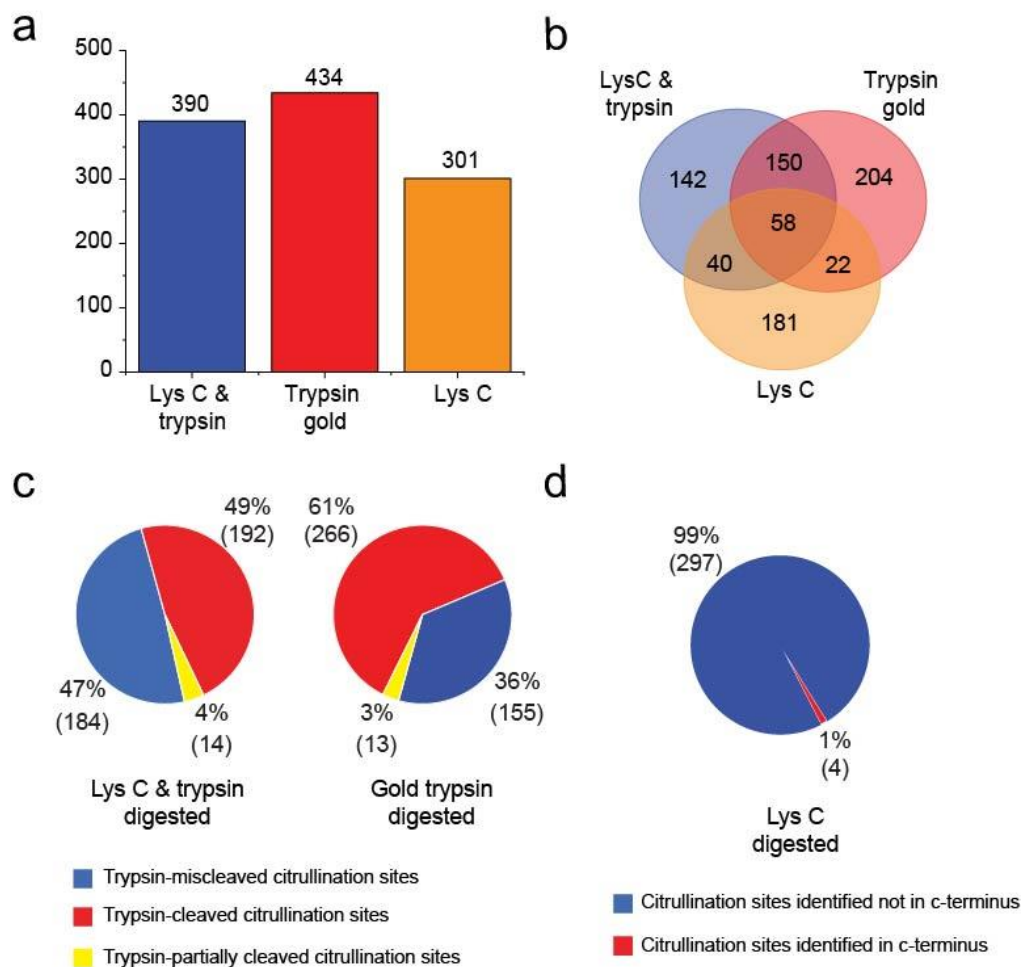 a
500
400
300
200
100
0
390
434
301
Lys C &
trypsin
Trypsin
gold
Lys C
b
LysC &
trypsin
Trypsin
gold
142
150
204
58
40
22
181
Lys C
c
49%
(192)
47%
(184)
4%
(14)
Lys C & trypsin
digested
61%
(266)
36%
(155)
3%
(13)
Gold trypsin
digested
Trypsin-miscleaved citrullination sites
Trypsin-cleaved citrullination sites
Trypsin-partially cleaved citrullination sites
d
99%
(297)
1%
(4)
Lys C
digested
Citrullination sites identified not in c-terminus
Citrullination sites identified in c-terminus